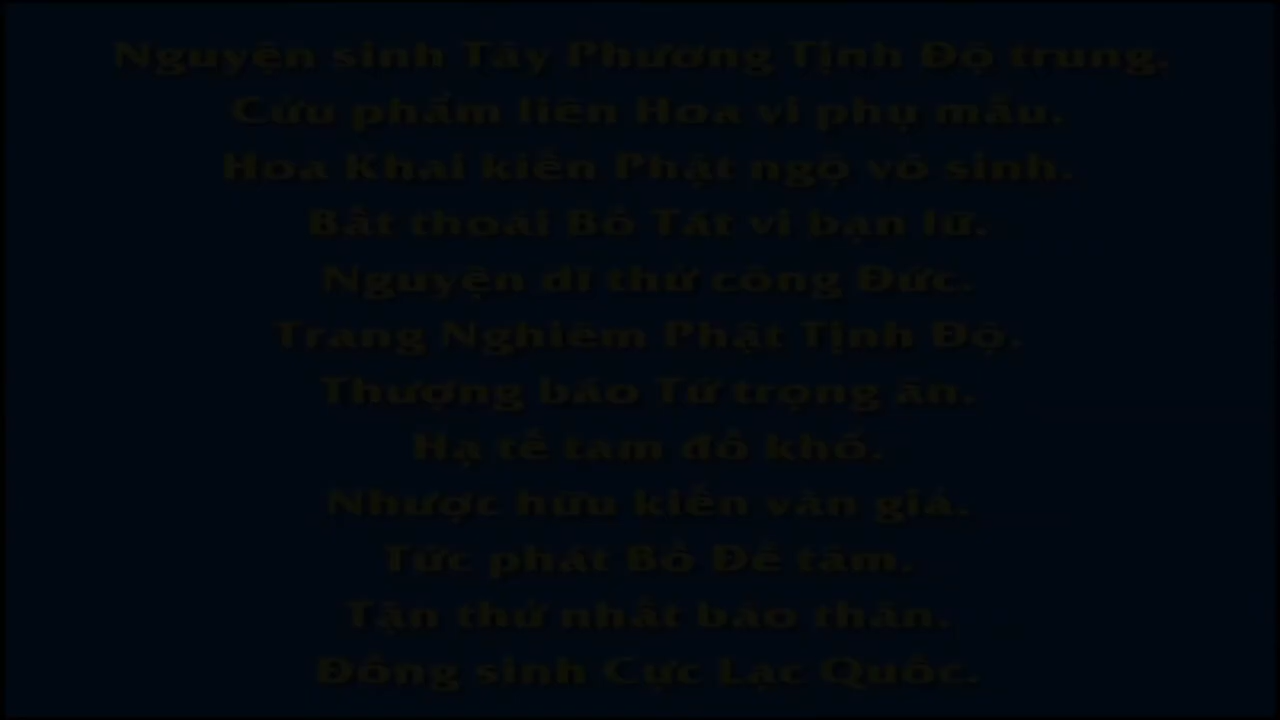 Nguyện sinh Tây Phương Tịnh Độ trung.
Cửu phẩm liên Hoa vi phụ mẫu.
Hoa Khai kiến Phật ngộ vô sinh.
Bất thoái Bồ Tát vi bạn lữ.
Nguyện dĩ thử công Đức.
Trang Nghiêm Phật Tịnh Độ.
Thượng báo Tứ trọng ân.
Hạ tế tam đồ khổ.
Nhược hữu kiến văn giả.
Tức phát Bồ Đề tâm.
Tận thử nhất báo thân.
Đồng sinh Cực Lạc Quốc.